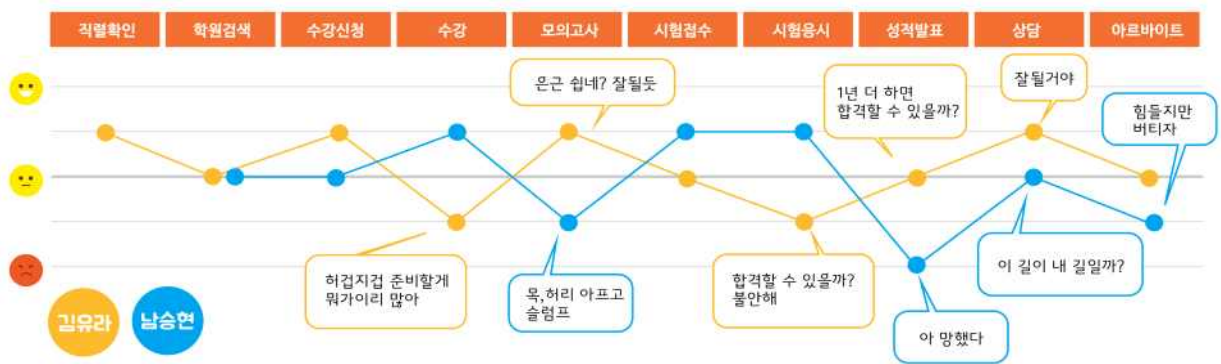 직렬확인
학원검색
수강신청
수강
모의고사
시험접수
시험응시
성적발표
상담
아르바이트
은근 쉽네? 잘될듯
1년 더 하면
합격할 수 있을까?
잘될거야
힘들지만
버티자
허겁지겁 준비할게
뭐가이리 많아
목,허리 아프고
슬럼프
합격할 수 있을까?
불안해
아 망했다
이 길이 내 길일까?
김유라
남승현